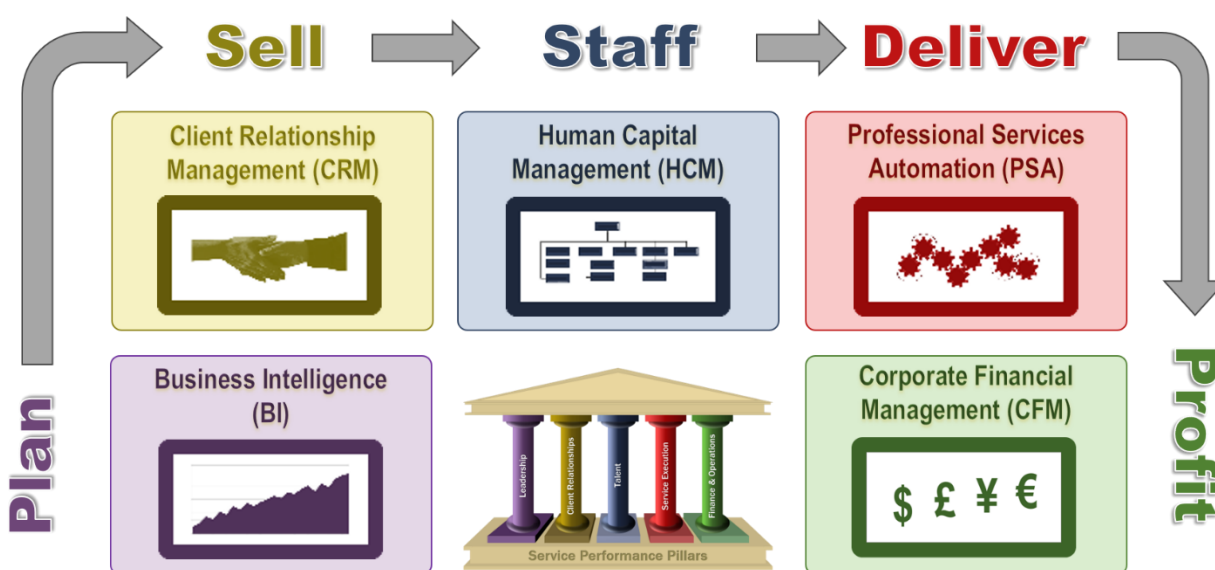 Sell
Staff
Deliver
Client Relationship
Management (CRM)
Human Capital
Management (HCM)
Professional Services
Automation (PSA)
Plan
Business Intelligence
(BI)
Leadership
Client Relationships
Talent
Service Execution
Finance & Operations
Service Performance Pillars
Corporate Financial
Management (CFM)
$ £ ¥ €
Profit